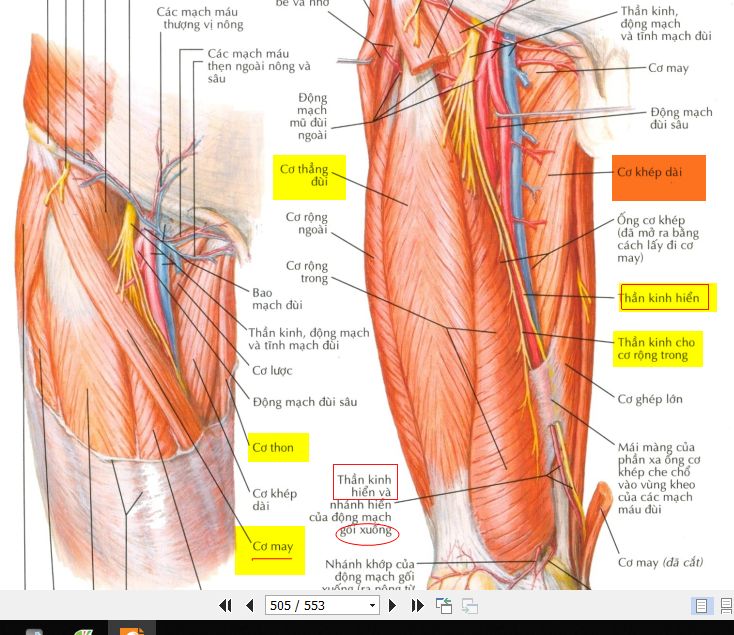 bé và nhỏ
Các mạch máu
thượng vị nông
Các mạch máu
thẹn ngoài nông và
sâu
Động
mạch
mũ đùi
ngoài
Cơ thẳng
đùi
Cơ rộng
ngoài
Cơ rộng
trong
Bao
mạch đùi
Thần kinh, động mạch
và tĩnh mạch đùi
Cơ lược
Động mạch đùi sâu
Cơ thon
Cơ khép
dài
Cơ may
Thần kinh
hiển và
nhánh hiển
của động mạch
gối xuống
Nhánh khớp của
động mạch gối
xuống (ra nông từ
Thần kinh,
động mạch
và tĩnh mạch đùi
Cơ may
Động mạch
đùi sâu
Cơ khép dài
Ống cơ khép
(đã mở ra bằng
cách lấy đi cơ
may)
Thần kinh hiển
Thần kinh cho
cơ rộng trong
Cơ ghép lớn
Mái màng của
phần xa ống cơ
khép che chở
vào vùng kheo
của các mạch
máu đùi
Cơ may (đã cắt)
505 / 553